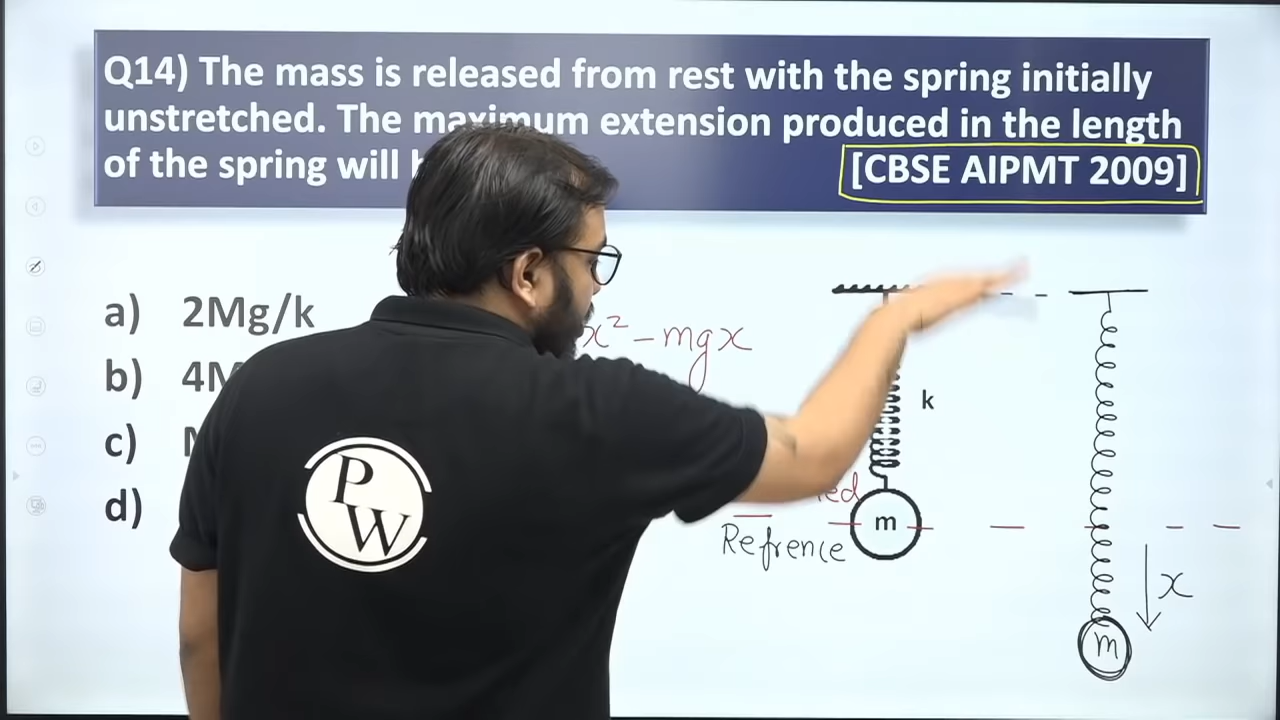 Q14) The mass is released from rest with the spring initially
unstretched. The maximum extension produced in the length
of the spring will
[CBSE AIPMT 2009]
a) 2Mg/k
b) 4M
c)
d)
x² – mgx
k
m
Refrence
x
m
P
W